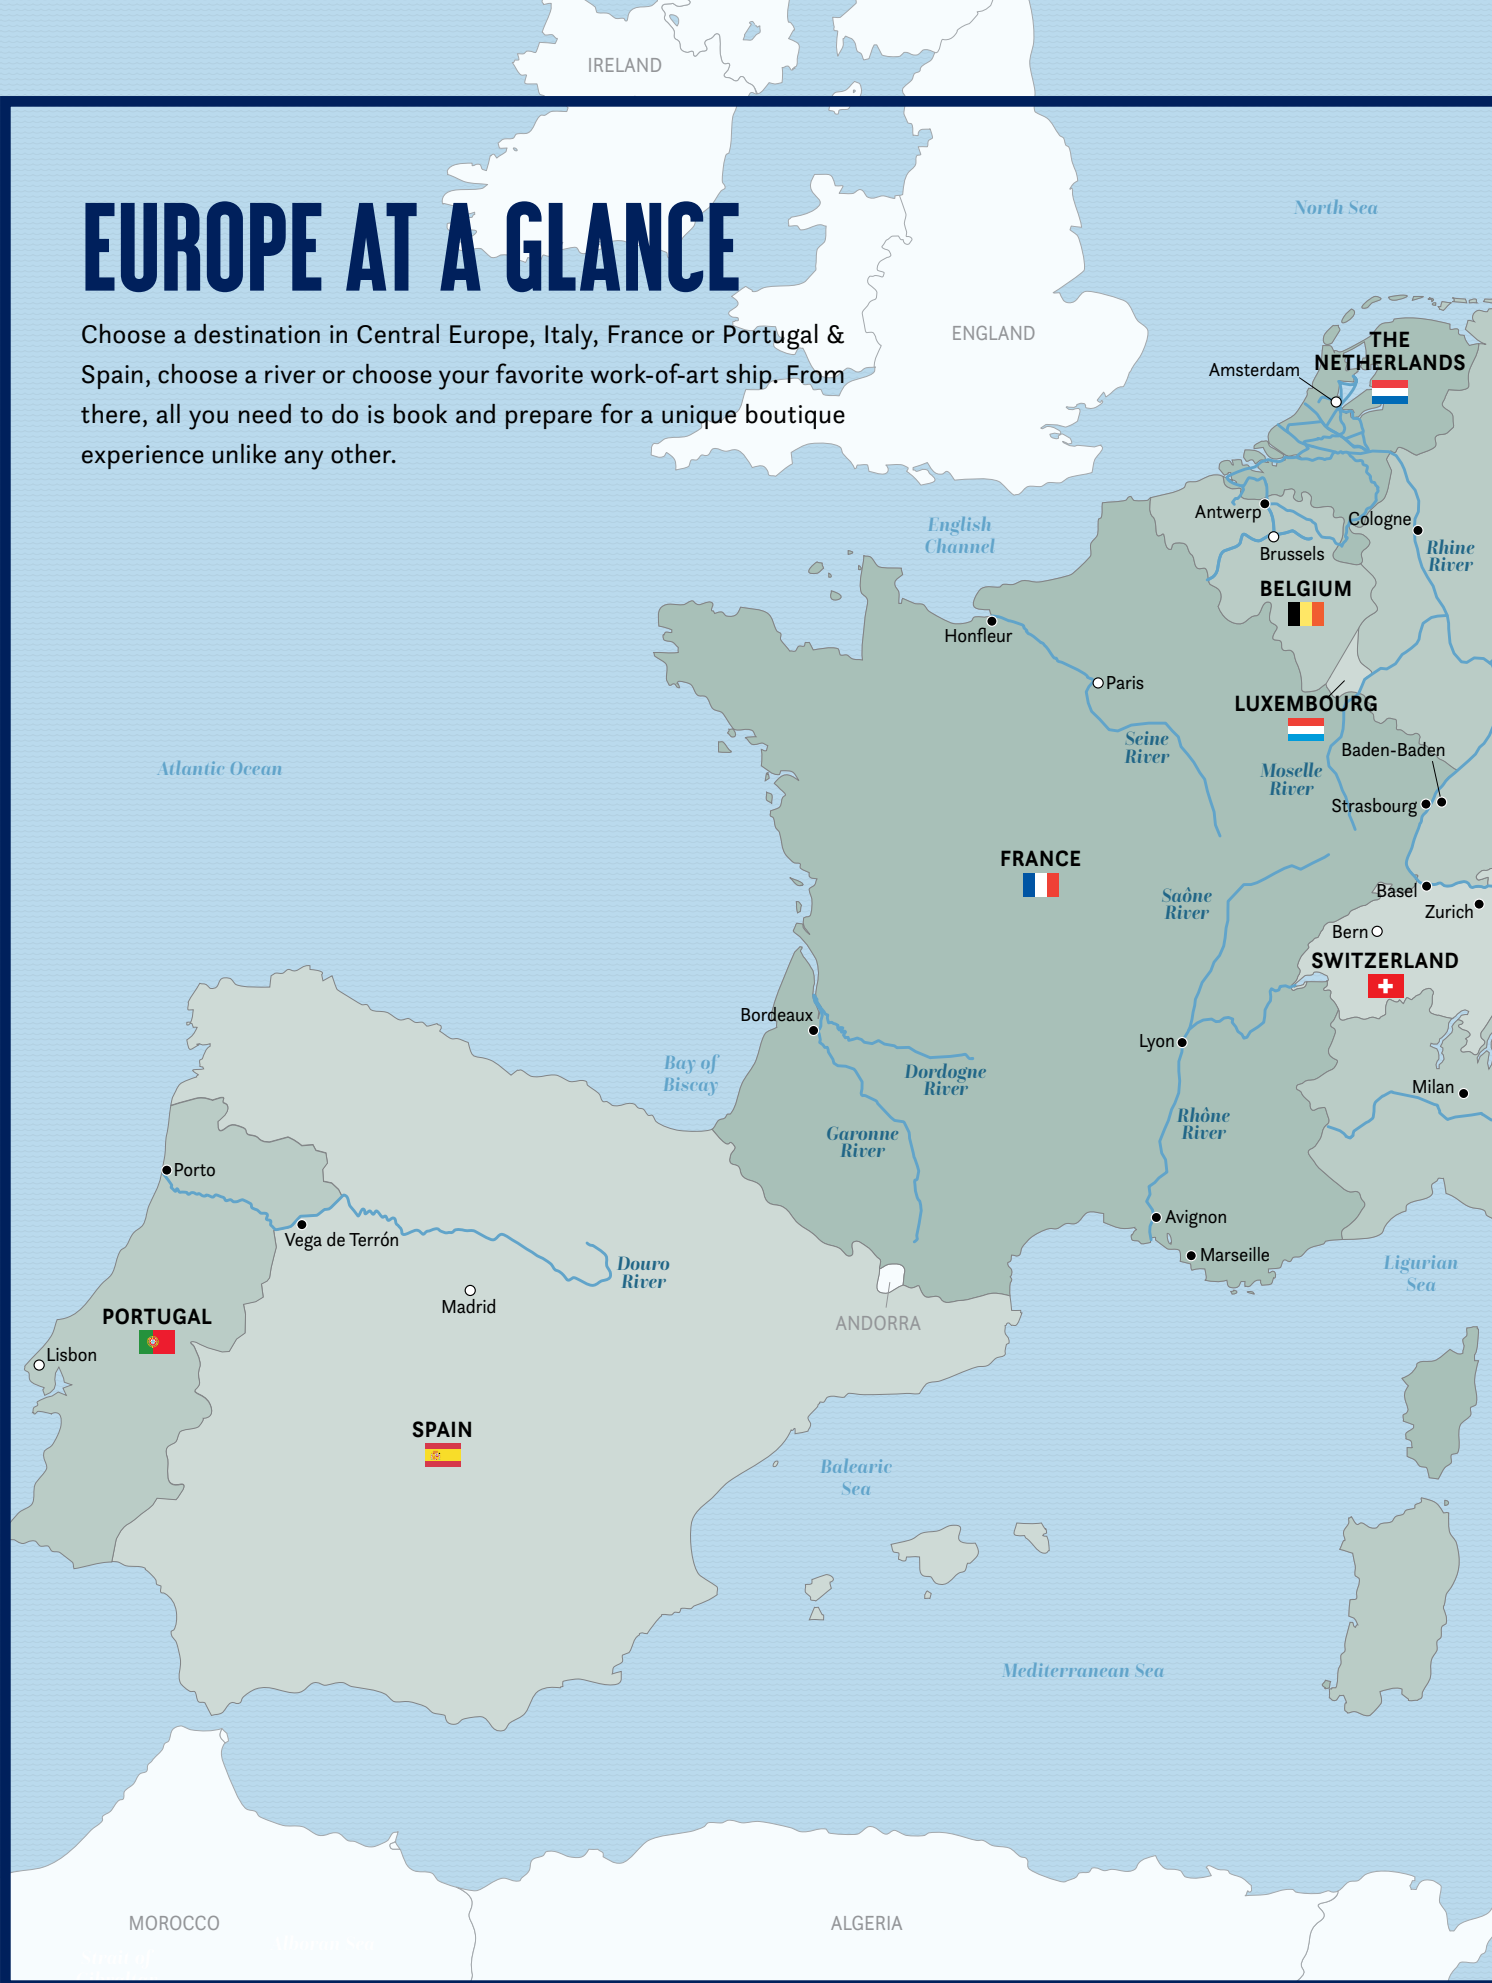 IRELAND
EUROPE AT A GLANCE
Choose a destination in Central Europe, Italy, France or Portugal &
Spain, choose a river or choose your favorite work-of-art ship. From
there, all you need to do is book and prepare for a unique boutique
experience unlike any other.
North Sea
ENGLAND
THE
NETHERLANDS
Amsterdam
English
Channel
Antwerp
Cologne
Brussels
Rhine
River
BELGIUM
Honfleur
Paris
LUXEMBOURG
Seine
River
Baden-Baden
Moselle
River
Atlantic Ocean
Strasbourg
FRANCE
Saône
River
Basel
Zurich
Bern
SWITZERLAND
Bordeaux
Lyon
Bay of
Biscay
Dordogne
River
Milan
Garonne
River
Rhône
River
Porto
Avignon
Vega de Terrón
Marseille
Douro
River
Ligurian
Sea
Madrid
PORTUGAL
ANDORRA
Lisbon
SPAIN
Balearic
Sea
Mediterranean Sea
MOROCCO
ALGERIA
Alboran Sea